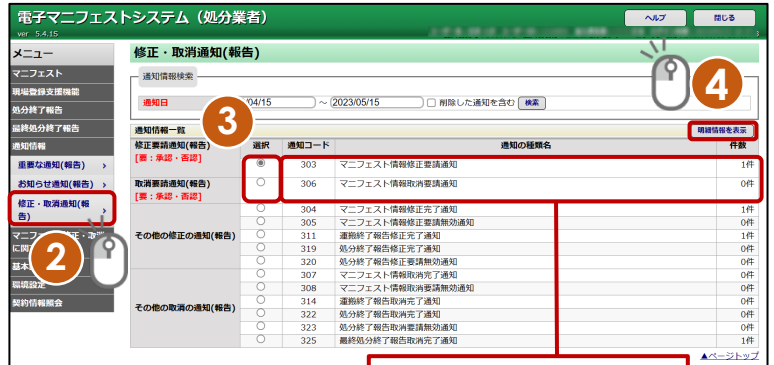 電子マニフェストシステム（処分業者）
ver 5.4.15
ヘルプ
閉じる
メニュー
マニフェスト
現場登録支援機能
処分終了報告
最終処分終了報告
通知情報
重要な通知(報告) ›
お知らせ通知(報告) ›
修正・取消通知(報告) ›
環境設定
契約情報照会
2
修正・取消通知(報告)
通知情報検索
通知日
/04/15 ～ 2023/05/15 削除した通知を含む 検索
3
4
通知情報一覧
明細情報を表示
修正要請通知(報告) 選択 通知コード 通知の種類名 件数
[要：承認・否認]
303 マニフェスト情報修正要請通知 1件
取消要請通知(報告)
[要：承認・否認]
306 マニフェスト情報取消要請通知 0件
その他の修正の通知(報告)
304 マニフェスト情報修正完了通知 1件
305 マニフェスト情報修正要請無効通知 0件
311 運搬終了報告修正完了通知 1件
319 処分終了報告修正完了通知 1件
320 処分終了報告修正要請無効通知 0件
その他の取消の通知(報告)
307 マニフェスト情報取消完了通知 0件
308 マニフェスト情報取消要請無効通知 0件
314 運搬終了報告取消完了通知 0件
322 処分終了報告取消完了通知 0件
323 処分終了報告取消要請無効通知 0件
325 最終処分終了報告取消完了通知 1件
▲ページトップ